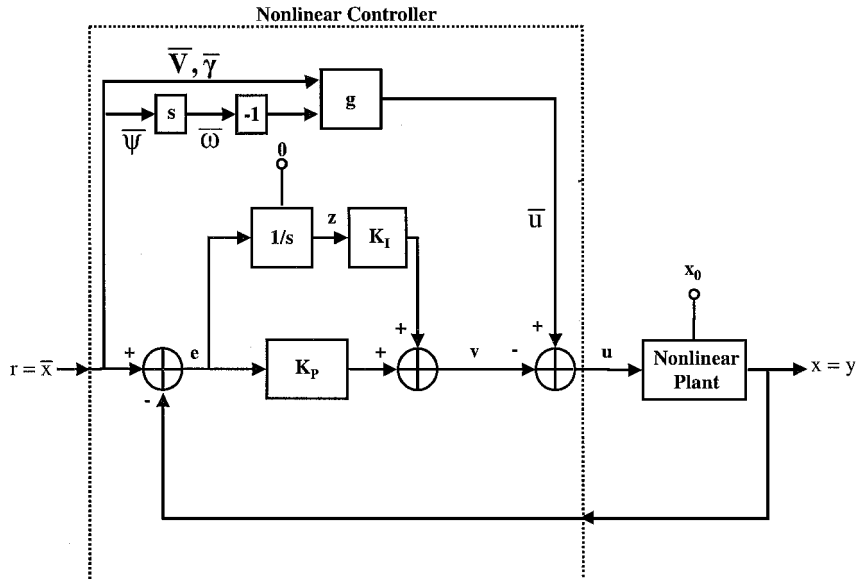 Nonlinear Controller
V̅, γ̅
g
s
-1
ψ̅
ω̅
0
z
1/s
K_I
u̅
x_0
+
+
r = x̅
+
e
K_P
+
v
-
u
Nonlinear
Plant
x = y
-